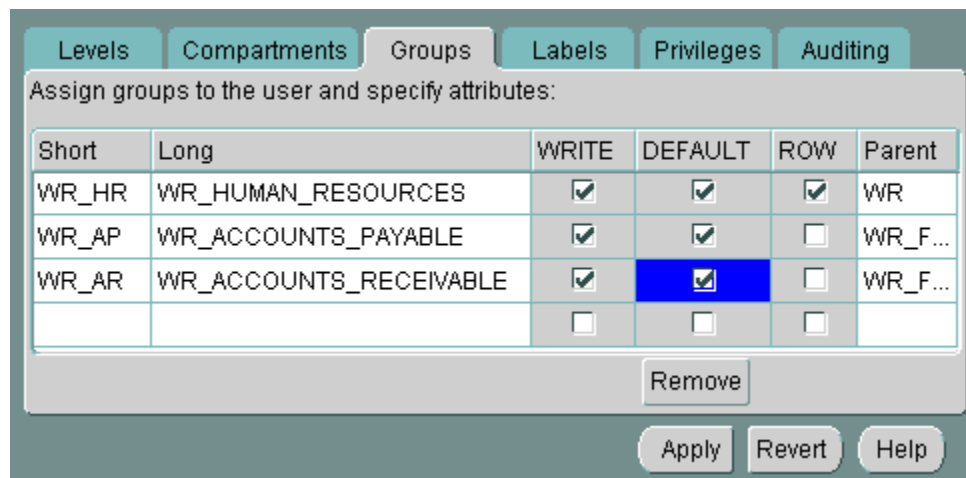 Levels Compartments Groups Labels Privileges Auditing
Assign groups to the user and specify attributes:
Short Long WRITE DEFAULT ROW Parent
WR_HR WR_HUMAN_RESOURCES WR
WR_AP WR_ACCOUNTS_PAYABLE WR_F...
WR_AR WR_ACCOUNTS_RECEIVABLE WR_F...
Remove
Apply Revert Help